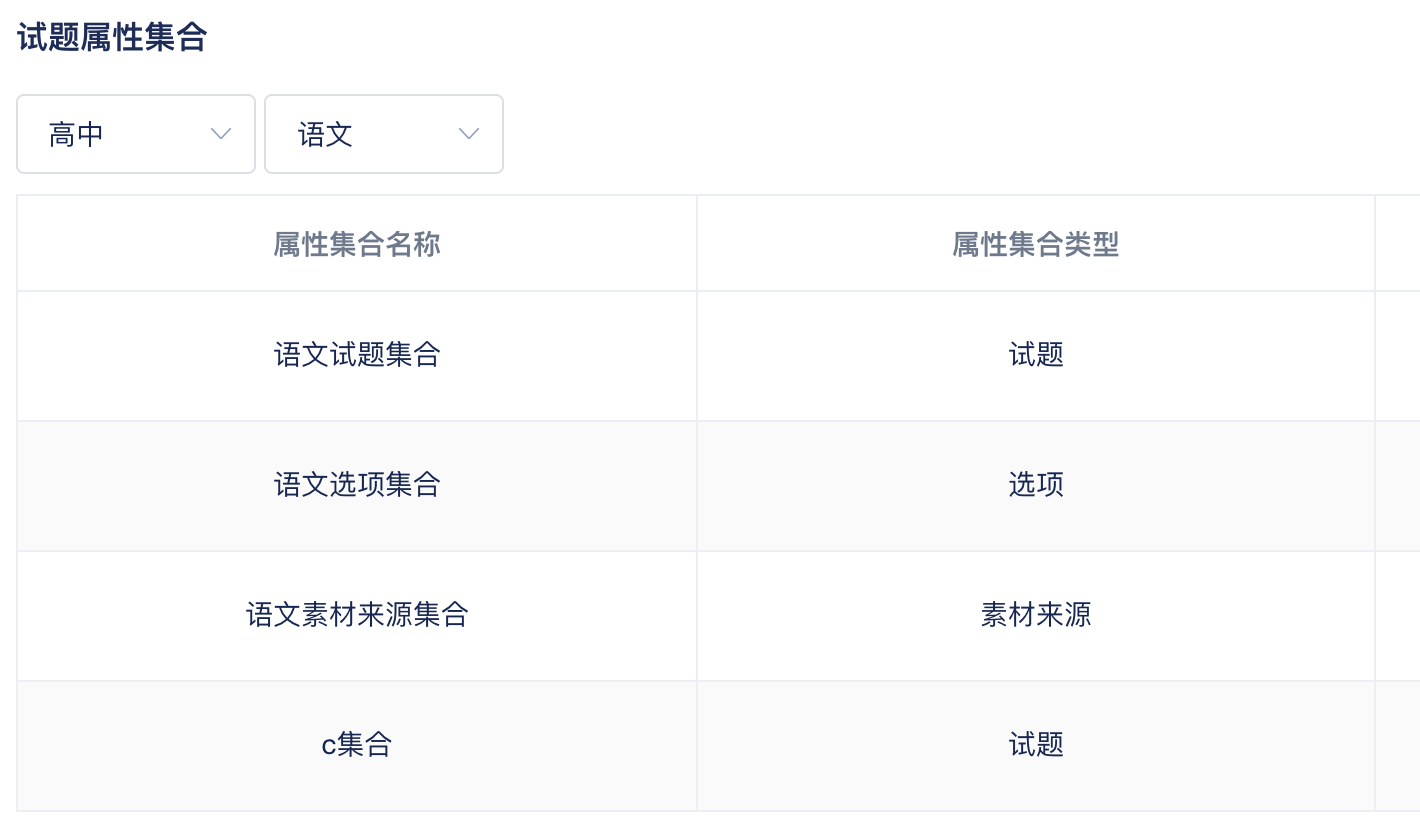 试题属性集合
高中 语文
属性集合名称 属性集合类型
语文试题集合 试题
语文选项集合 选项
语文素材来源集合 素材来源
c集合 试题